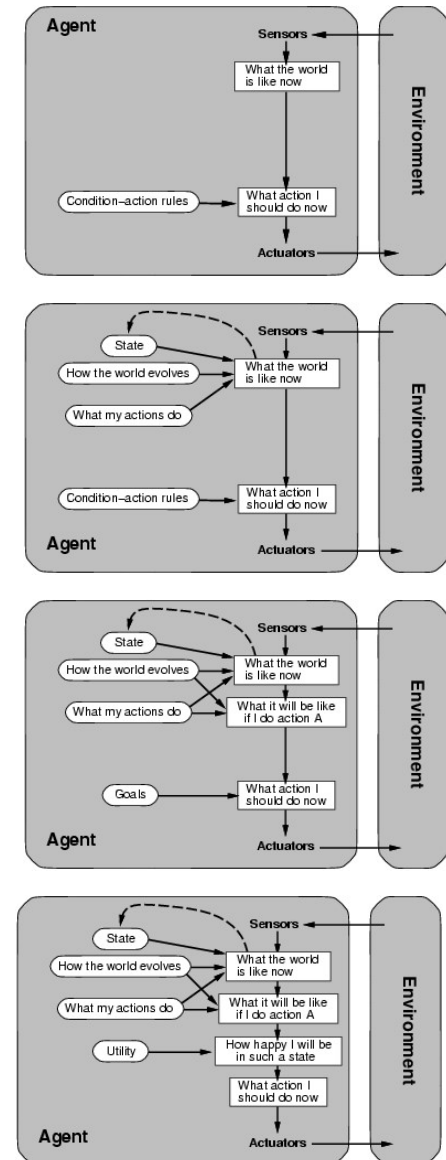 Agent
Sensors
What the world
is like now
Condition–action rules
What action I
should do now
Actuators
Environment
Sensors
State
How the world evolves
What the world
is like now
What my actions do
Condition–action rules
What action I
should do now
Agent
Actuators
Environment
Sensors
State
What the world
is like now
How the world evolves
What my actions do
What it will be like
if I do action A
Goals
What action I
should do now
Agent
Actuators
Environment
Sensors
State
What the world
is like now
How the world evolves
What my actions do
What it will be like
if I do action A
Utility
How happy I will be
in such a state
What action I
should do now
Agent
Actuators
Environment